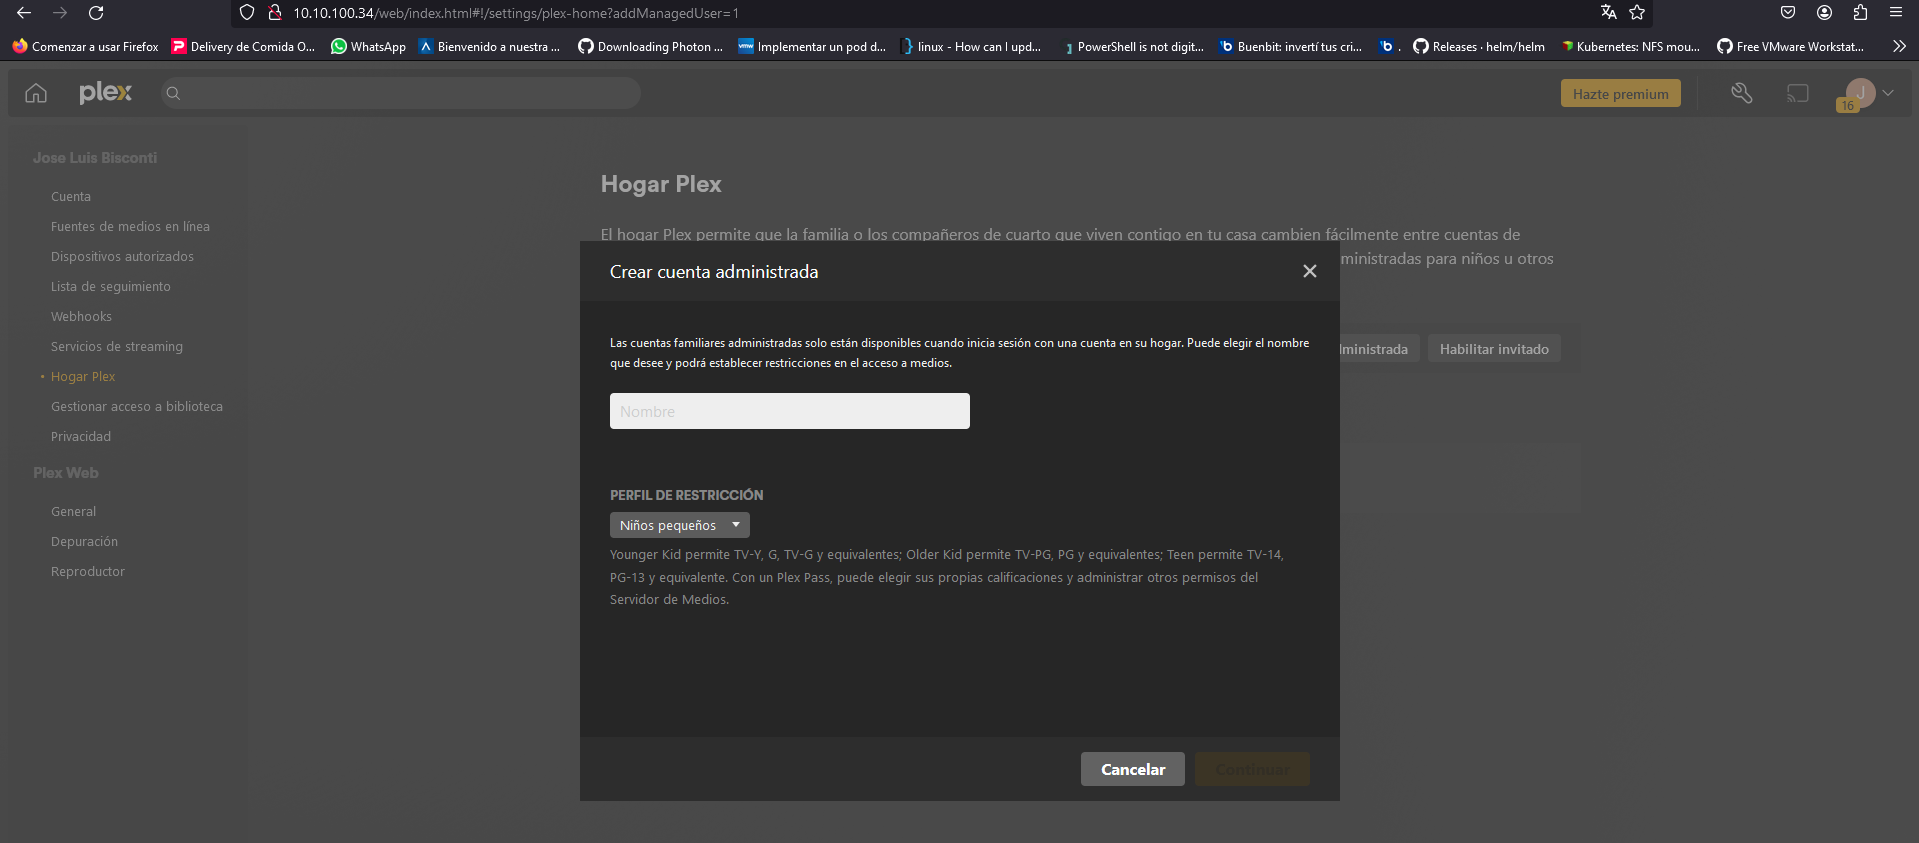 10.10.100.34/web/index.html#!/settings/plex-home?addManagedUser=1
Comenzar a usar Firefox
Delivery de Comida O...
WhatsApp
Bienvenido a nuestra ...
Downloading Photon ...
Implementar un pod d...
linux - How can I upd...
PowerShell is not digit...
Buenbit: invertí tus cri...
.
Releases · helm/helm
Kubernetes: NFS mou...
Free VMware Workstat...
plex
Hazte premium
J
16
Jose Luis Bisconti
Cuenta
Fuentes de medios en línea
Dispositivos autorizados
Lista de seguimiento
Webhooks
Servicios de streaming
• Hogar Plex
Gestionar acceso a biblioteca
Privacidad
Plex Web
General
Depuración
Reproductor
Hogar Plex
El hogar Plex permite que la familia o los compañeros de cuarto que viven contigo en tu casa cambien fácilmente entre cuentas de
ministradas para niños u otros
ministrada
Habilitar invitado
Crear cuenta administrada
Las cuentas familiares administradas solo están disponibles cuando inicia sesión con una cuenta en su hogar. Puede elegir el nombre
que desee y podrá establecer restricciones en el acceso a medios.
Nombre
PERFIL DE RESTRICCIÓN
Niños pequeños
Younger Kid permite TV-Y, G, TV-G y equivalentes; Older Kid permite TV-PG, PG y equivalentes; Teen permite TV-14,
PG-13 y equivalente. Con un Plex Pass, puede elegir sus propias calificaciones y administrar otros permisos del
Servidor de Medios.
Cancelar
Continuar